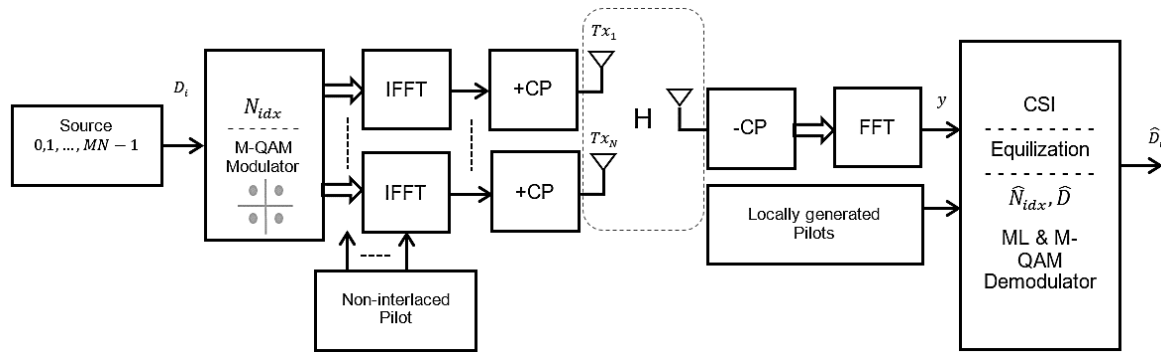 Source
0,1, ..., MN − 1
D_i
N_idx
M-QAM
Modulator
IFFT
+CP
Tx_1
IFFT
+CP
Tx_N
Non-interlaced
Pilot
H
-CP
FFT
y
Locally generated
Pilots
CSI
Equilization
N̂_idx, D̂
ML & M-
QAM
Demodulator